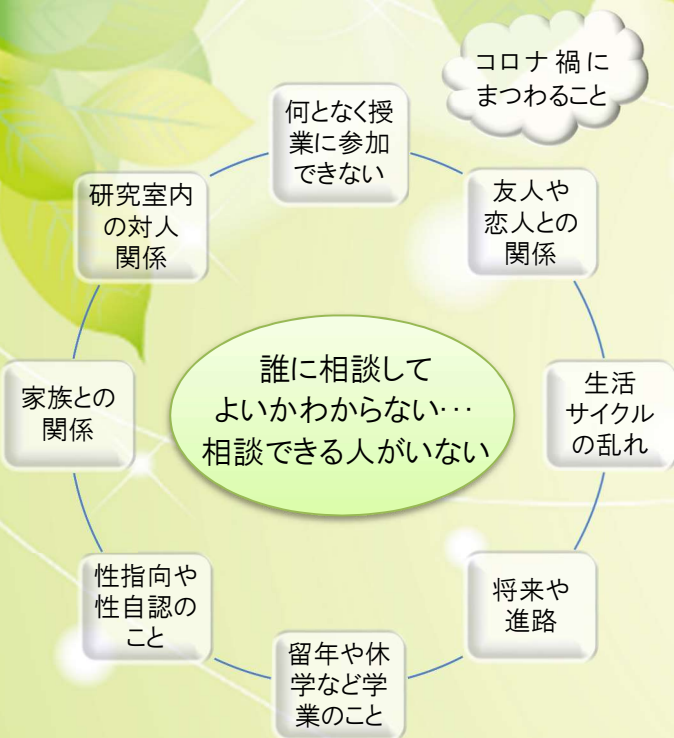 コロナ禍に
まつわること
何となく授
業に参加
できない
友人や
恋人との
関係
生活
サイクル
の乱れ
将来や
進路
留年や休
学など学
業のこと
性指向や
性自認の
こと
家族との
関係
研究室内
の対人
関係
誰に相談して
よいかわからない…
相談できる人がいない